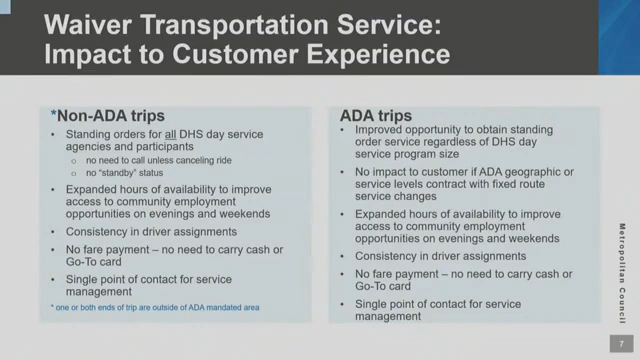 Waiver Transportation Service:
Impact to Customer Experience
*Non-ADA trips
• Standing orders for all DHS day service
agencies and participants
o no need to call unless canceling ride
o no “standby” status
• Expanded hours of availability to improve
access to community employment
opportunities on evenings and weekends
• Consistency in driver assignments
• No fare payment – no need to carry cash or
Go-To card
• Single point of contact for service
management
* one or both ends of trip are outside of ADA mandated area
ADA trips
• Improved opportunity to obtain standing
order service regardless of DHS day
service program size
• No impact to customer if ADA geographic or
service levels contract with fixed route
service changes
• Expanded hours of availability to improve
access to community employment
opportunities on evenings and weekends
• Consistency in driver assignments
• No fare payment – no need to carry cash or
Go-To card
• Single point of contact for service
management
Metropolitan Council
7